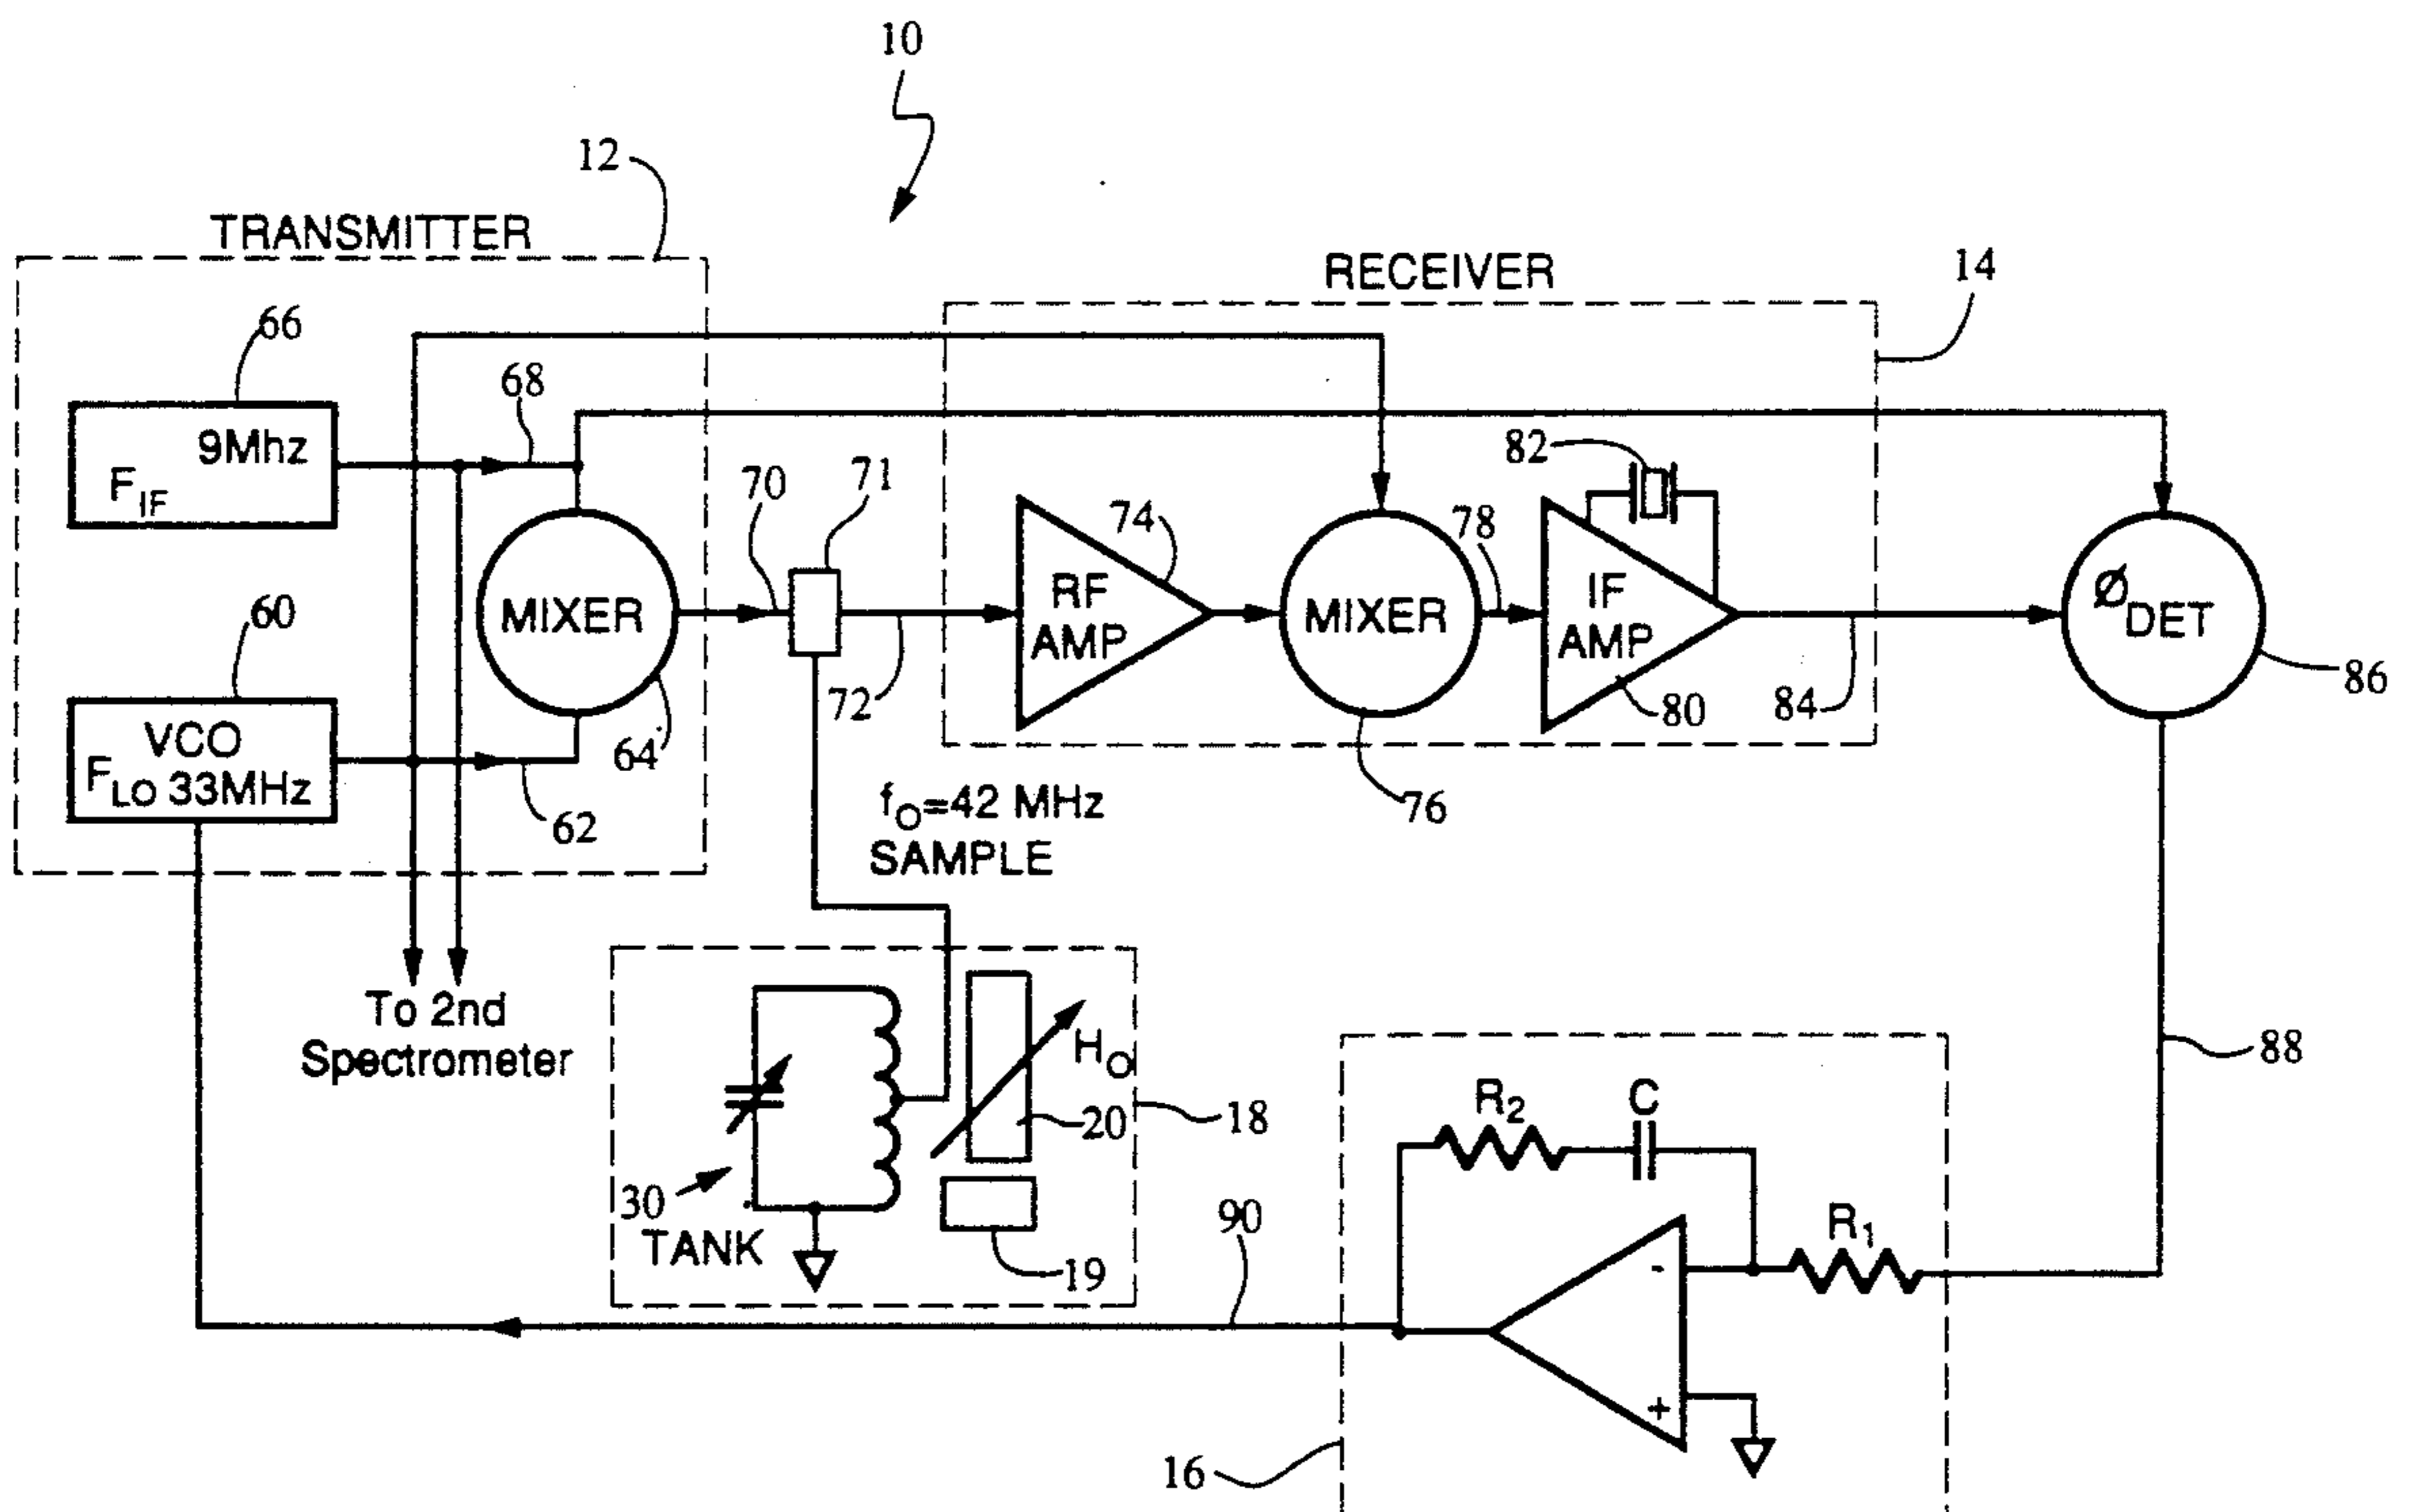 10
12
TRANSMITTER
RECEIVER
14
66
68
9Mhz
F_IF
70
71
74
82
78
MIXER
RF
AMP
MIXER
IF
AMP
Ø_DET
60
72
80
84
86
VCO
F_LO 33MHz
64
62
76
f_O=42 MHz
SAMPLE
To 2nd
Spectrometer
H_O
20
18
88
R_2
C
30
TANK
19
90
R_1
-
+
16